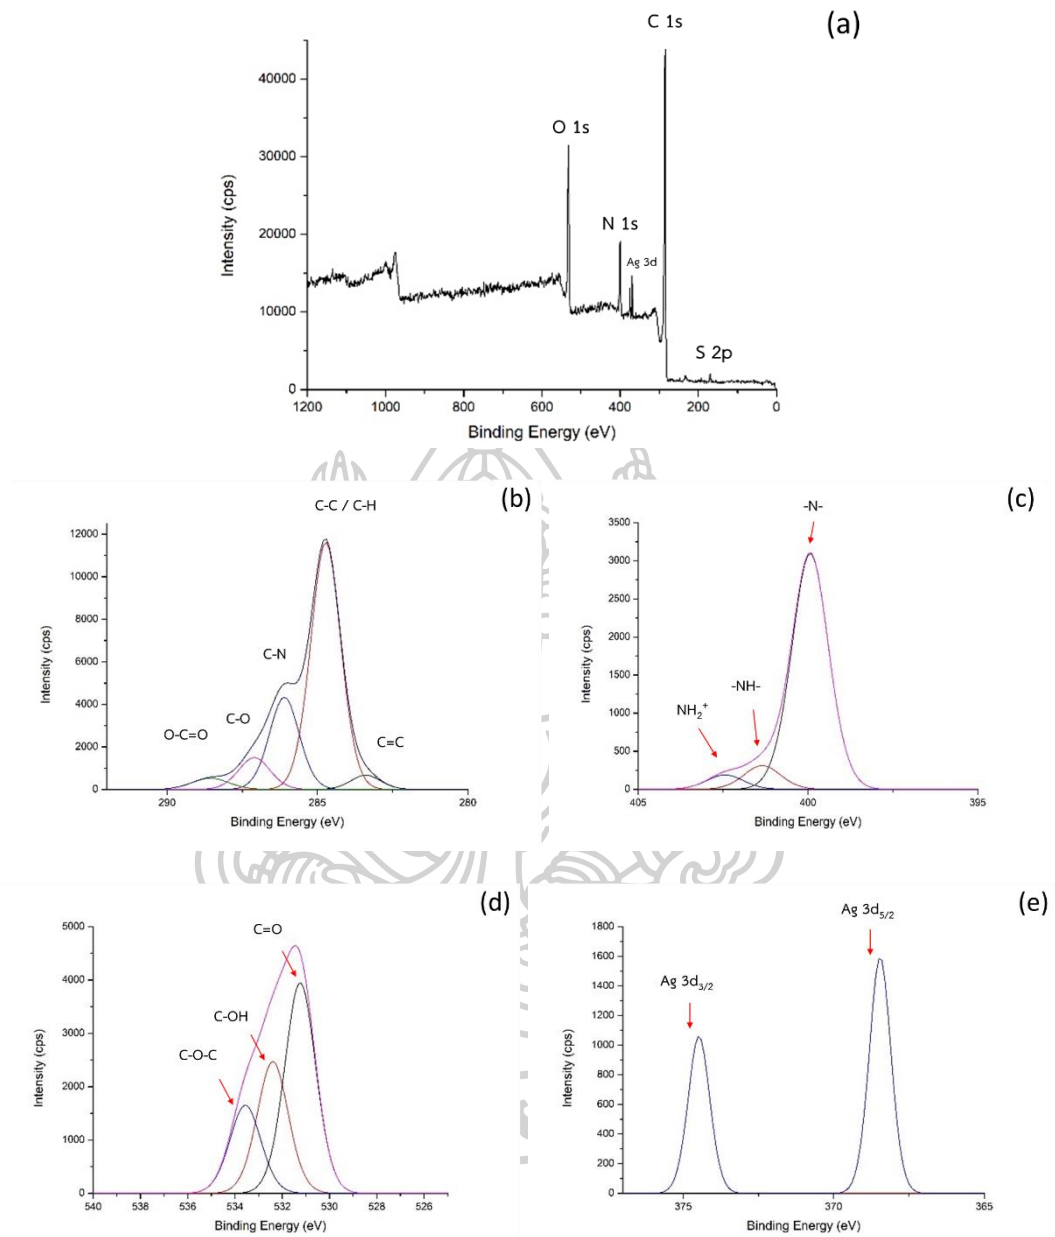 (a)
C 1s
O 1s
N 1s
Ag 3d
S 2p
40000
30000
20000
10000
0
Intensity (cps)
1200 1000 800 600 400 200 0
Binding Energy (eV)
(b)
C-C / C-H
C-N
C-O
O-C=O
C=C
12000
10000
8000
6000
4000
2000
0
Intensity (cps)
290 285 280
Binding Energy (eV)
(c)
-N-
-NH-
NH₂⁺
3500
3000
2500
2000
1500
1000
500
0
Intensity (cps)
405 400 395
Binding Energy (eV)
(d)
C=O
C-OH
C-O-C
5000
4000
3000
2000
1000
0
Intensity (cps)
540 538 536 534 532 530 528 526
Binding Energy (eV)
(e)
Ag 3d₅/₂
Ag 3d₃/₂
1800
1600
1400
1200
1000
800
600
400
200
0
Intensity (cps)
375 370 365
Binding Energy (eV)